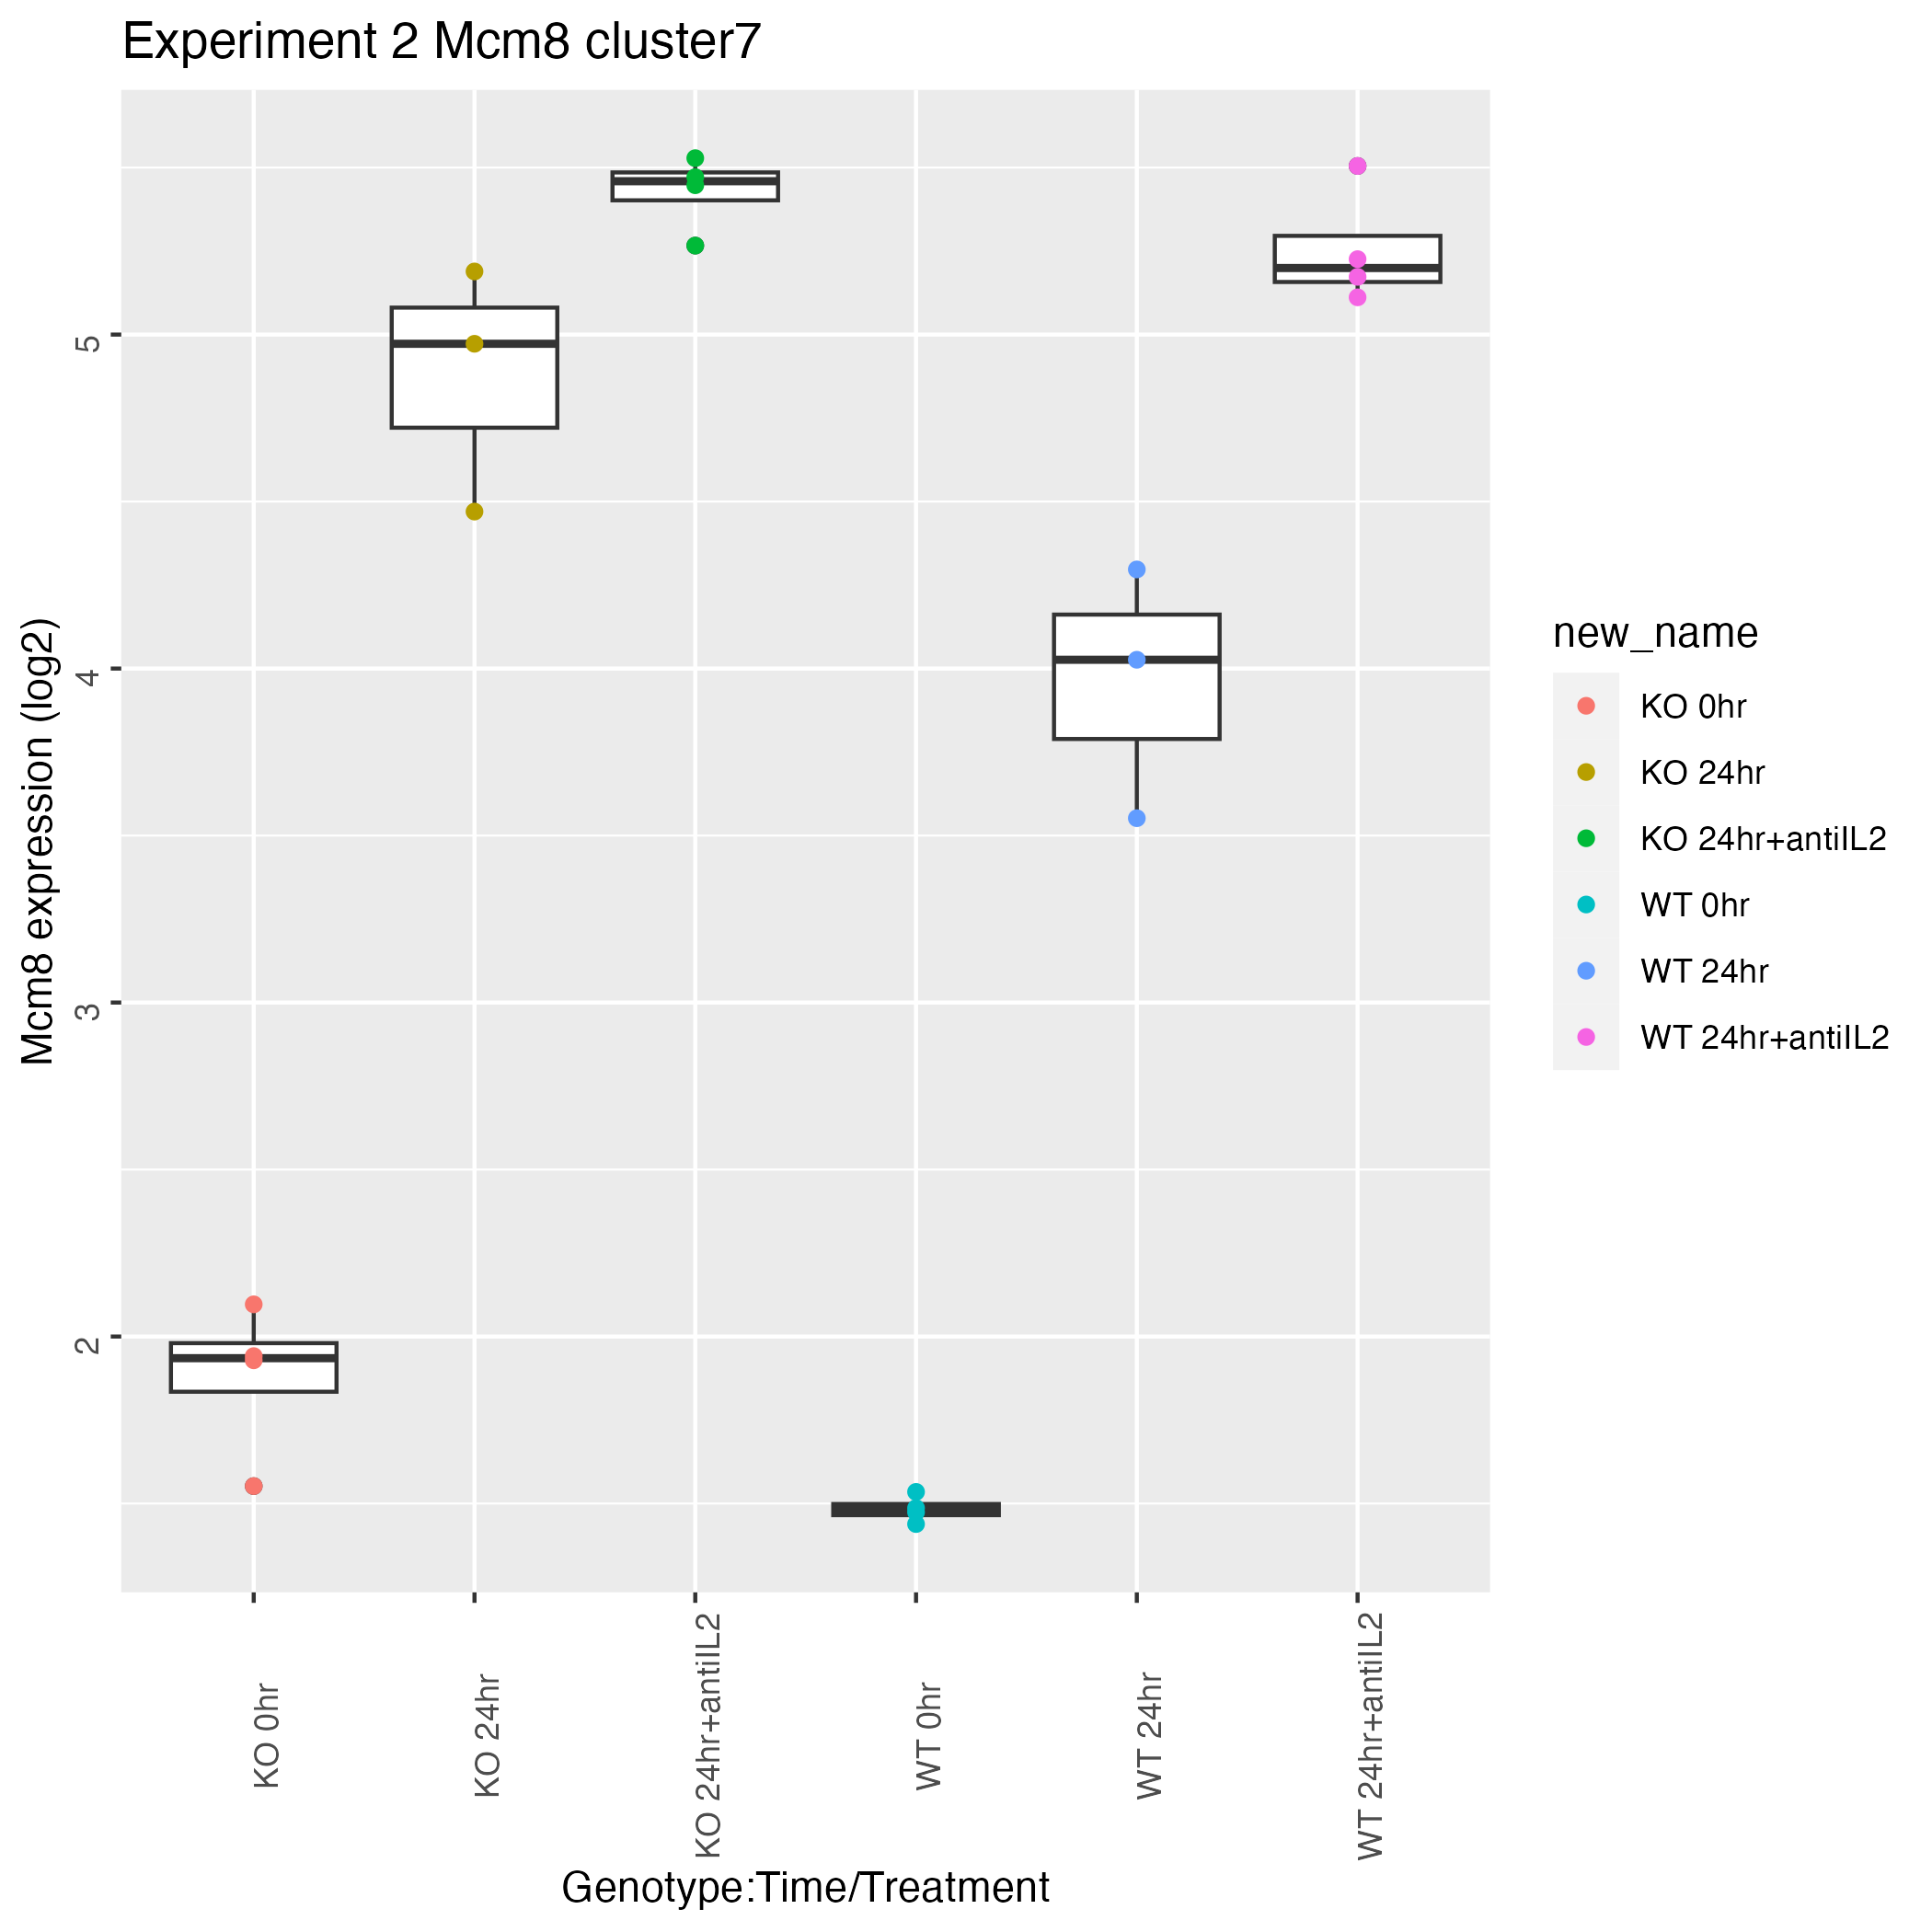 Experiment 2 Mcm8 cluster7
Mcm8 expression (log2)
5
4
3
2
KO 0hr
KO 24hr
KO 24hr+antiIL2
WT 0hr
WT 24hr
WT 24hr+antiIL2
Genotype:Time/Treatment
new_name
KO 0hr
KO 24hr
KO 24hr+antiIL2
WT 0hr
WT 24hr
WT 24hr+antiIL2